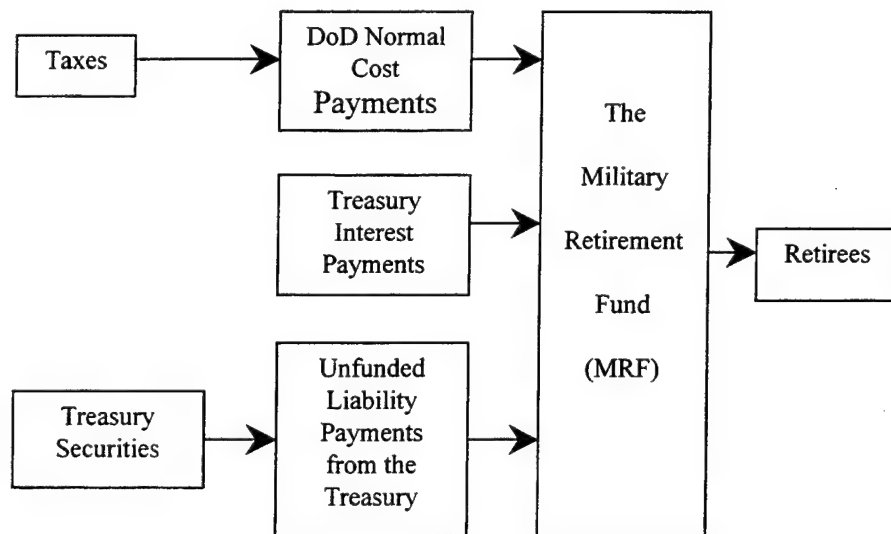 Taxes
DoD Normal
Cost
Payments
Treasury
Interest
Payments
Treasury
Securities
Unfunded
Liability
Payments
from the
Treasury
The
Military
Retirement
Fund
(MRF)
Retirees